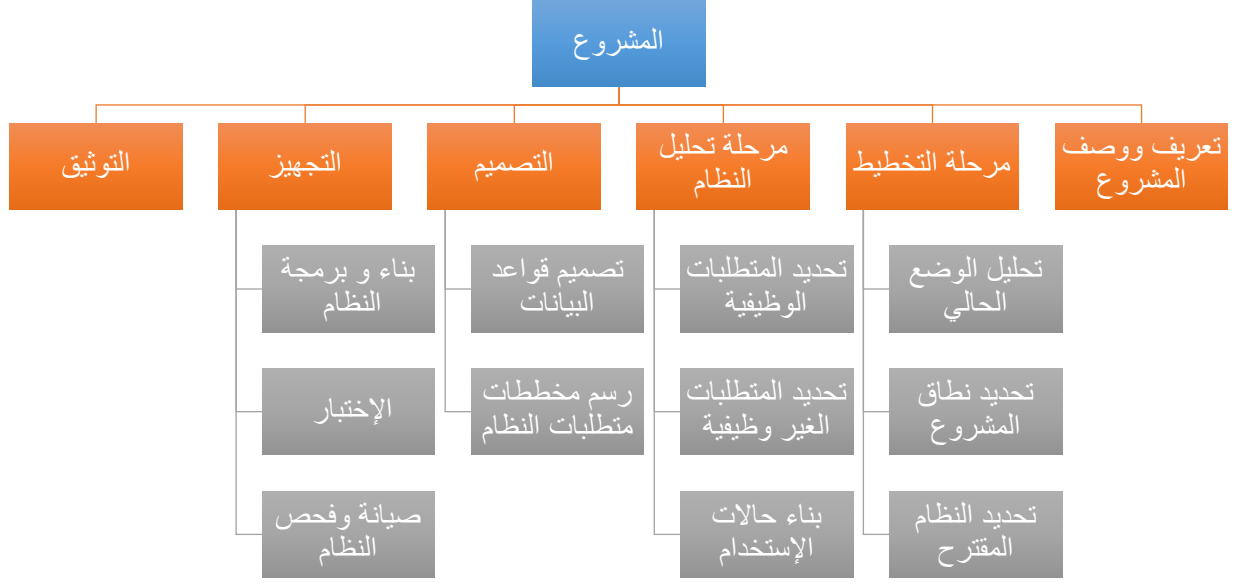 المشروع
تعريف ووصف
المشروع
مرحلة التخطيط
تحليل الوضع
الحالي
تحديد نطاق
المشروع
تحديد النظام
المقترح
مرحلة تحليل
النظام
تحديد المتطلبات
الوظيفية
تحديد المتطلبات
الغير وظيفية
بناء حالات
الإستخدام
التصميم
تصميم قواعد
البيانات
رسم مخططات
متطلبات النظام
التجهيز
بناء و برمجة
النظام
الإختبار
صيانة وفحص
النظام
التوثيق